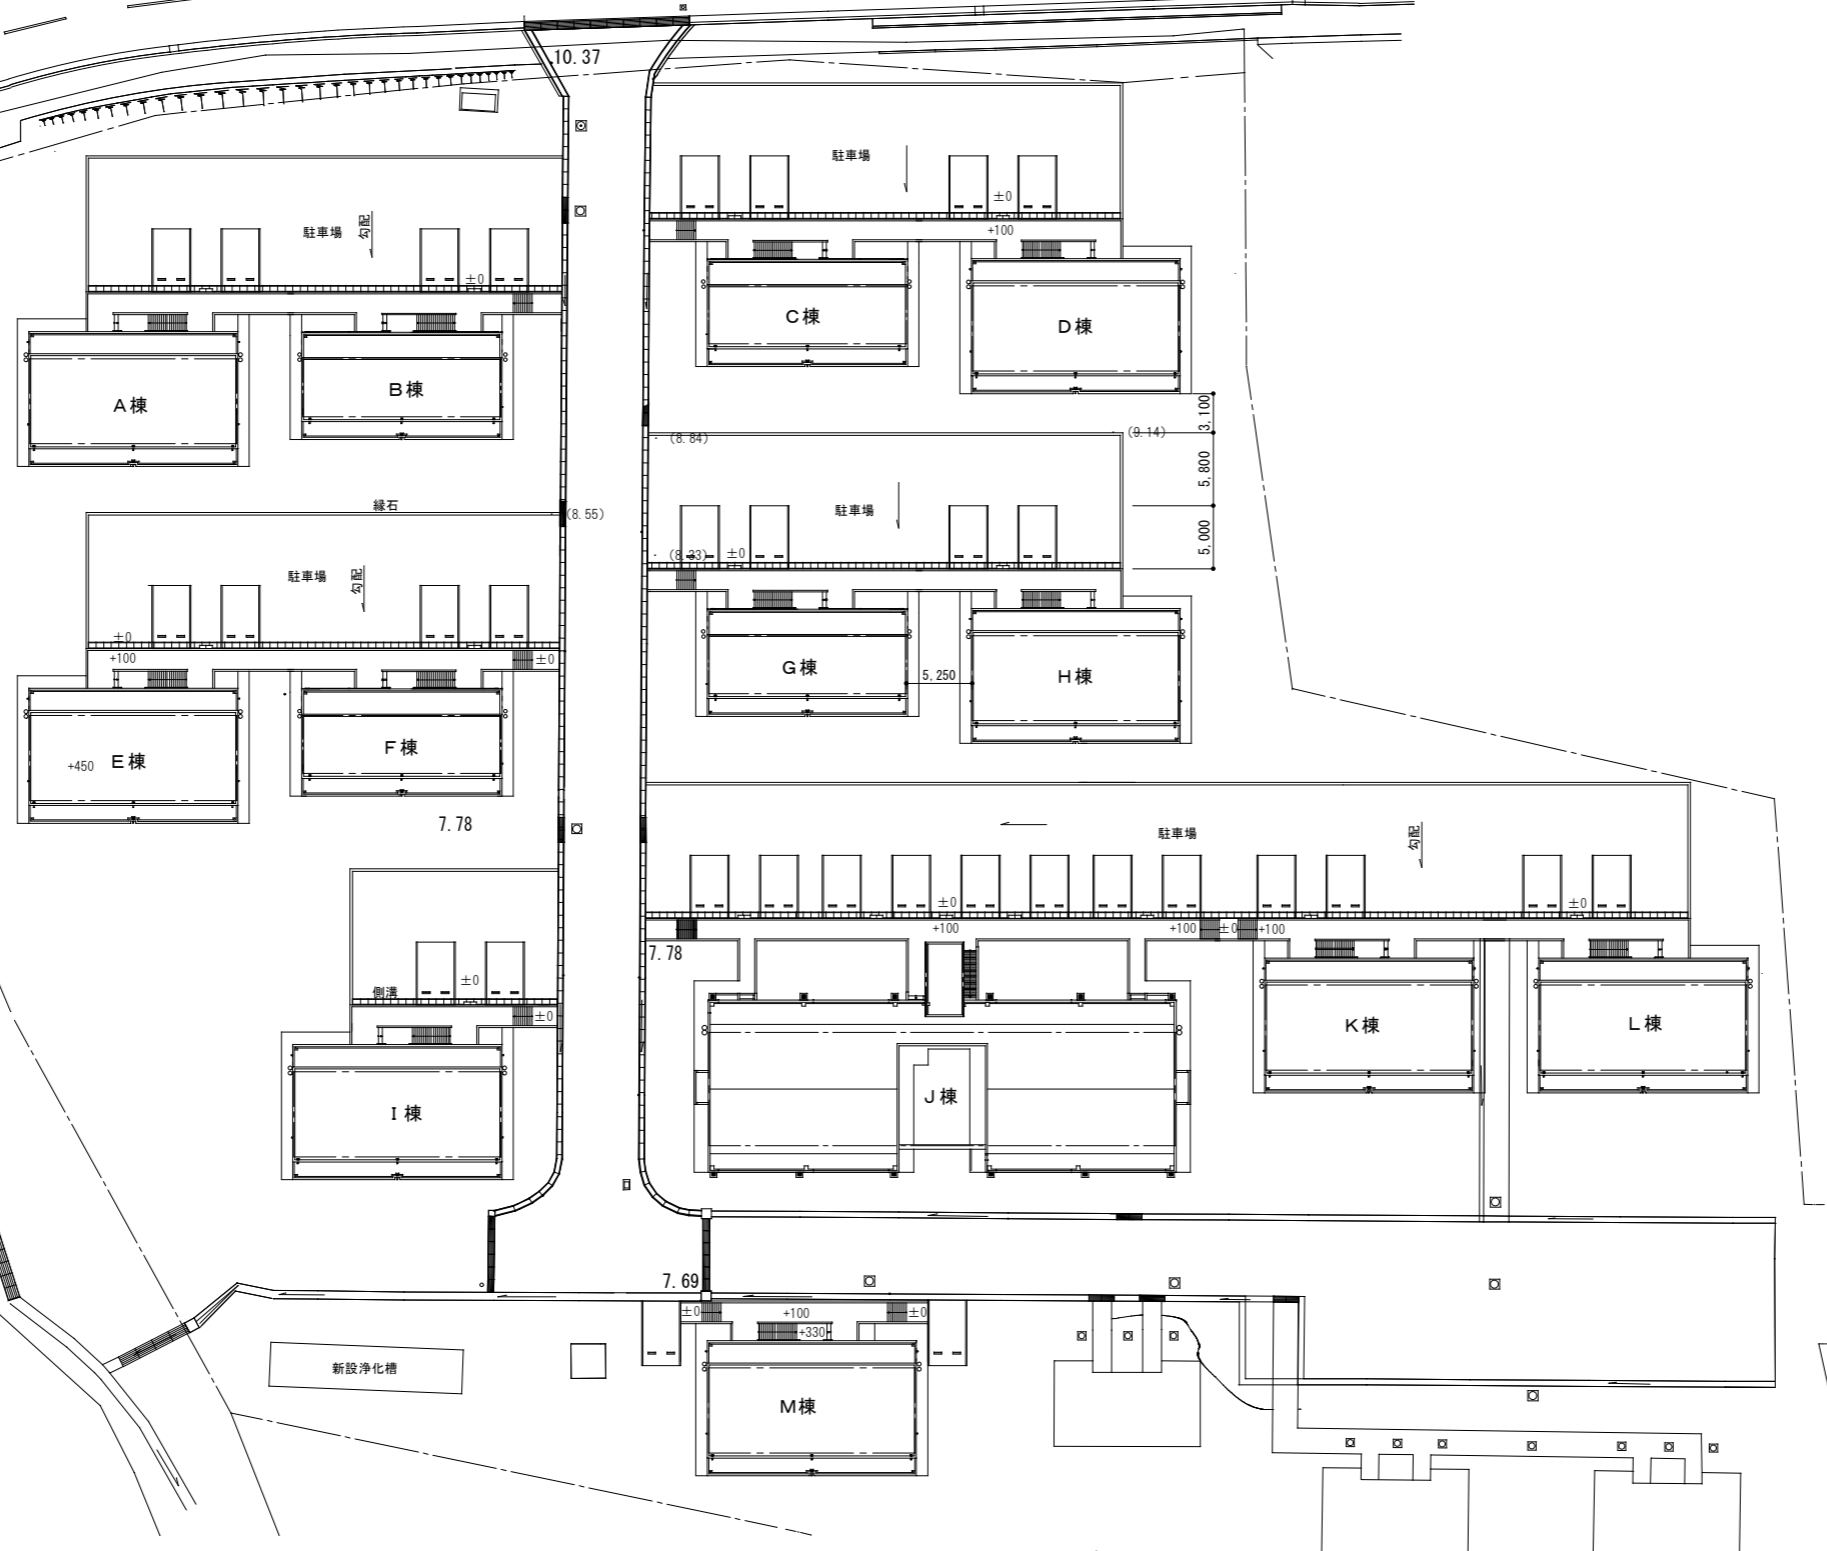 10.37
駐車場
±0
+100
駐車場
勾配
±0
C棟
D棟
A棟
B棟
3,100
(8.84)
(9.14)
5,800
縁石
(8.55)
駐車場
5,000
(8.33)
±0
駐車場
勾配
±0
+100
±0
G棟
5,250
H棟
E棟
+450
F棟
7.78
駐車場
勾配
±0
±0
+100
+100
±0
+100
7.78
側溝
±0
±0
K棟
L棟
J棟
I棟
7.69
±0
+100
±0
+330
新設浄化槽
M棟